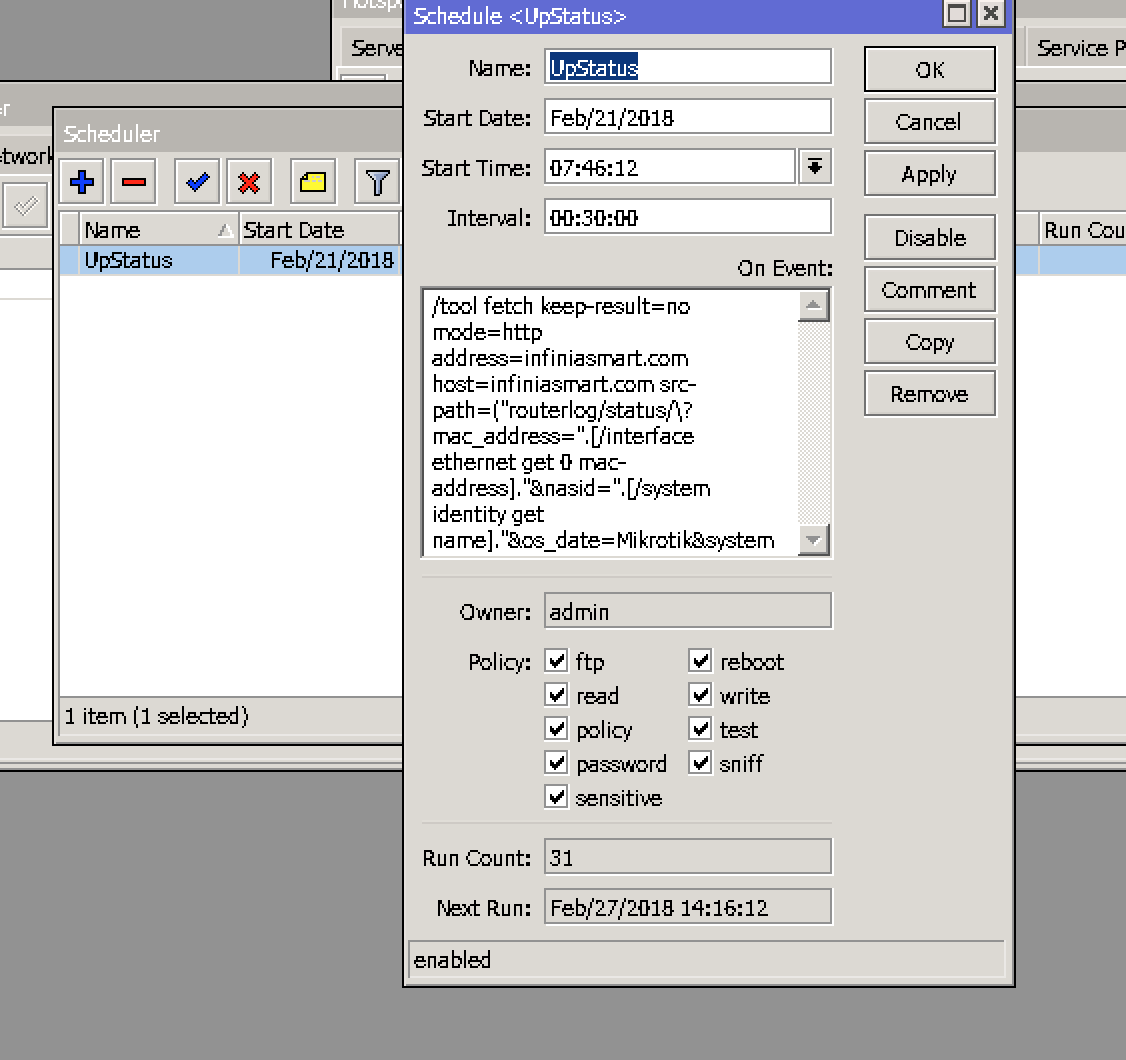 Schedule <UpStatus>
Service P
Scheduler
Name
Start Date
Run Cou
UpStatus
Feb/21/2018
1 item (1 selected)
Name: UpStatus
Start Date: Feb/21/2018
Start Time: 07:46:12
Interval: 00:30:00
On Event:
/tool fetch keep-result=no
mode=http
address=infiniasmart.com
host=infiniasmart.com src-
path=("routerlog/status/\?
mac_address=".[/interface
ethernet get 0 mac-
address]."&nasid=".[/system
identity get
name]."&os_date=Mikrotik&system
Owner: admin
Policy:
ftp
reboot
read
write
policy
test
password
sniff
sensitive
Run Count: 31
Next Run: Feb/27/2018 14:16:12
enabled
OK
Cancel
Apply
Disable
Comment
Copy
Remove